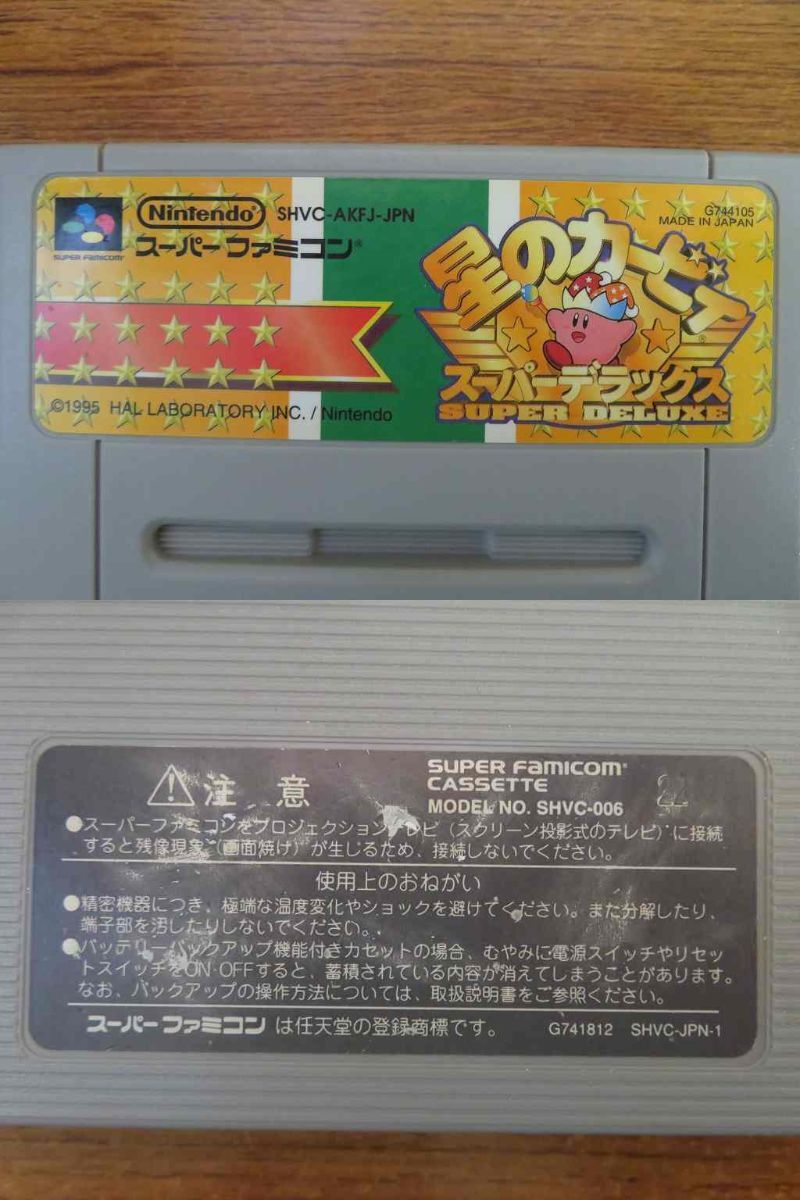 Nintendo® SHVC-AKFJ-JPN
SUPER FAMICOM
スーパーファミコン®
G744105
MADE IN JAPAN
星のカービィ
スーパーデラックス
SUPER DELUXE
©1995 HAL LABORATORY INC. / Nintendo
注意
SUPER FAMICOM®
CASSETTE
MODEL NO. SHVC-006
●スーパーファミコンをプロジェクションテレビ(スクリーン投影式のテレビ)に接続
すると残像現象(画面焼け)が生じるため、接続しないでください。
使用上のおねがい
●精密機器につき、極端な温度変化やショックを避けてください。また分解したり、
端子部を汚したりしないでください。
●バッテリーバックアップ機能付きカセットの場合、むやみに電源スイッチやリセッ
トスイッチをON・OFFすると、蓄積されている内容が消えてしまうことがあります。
なお、バックアップの操作方法については、取扱説明書をご参照ください。
スーパーファミコンは任天堂の登録商標です。 G741812 SHVC-JPN-1